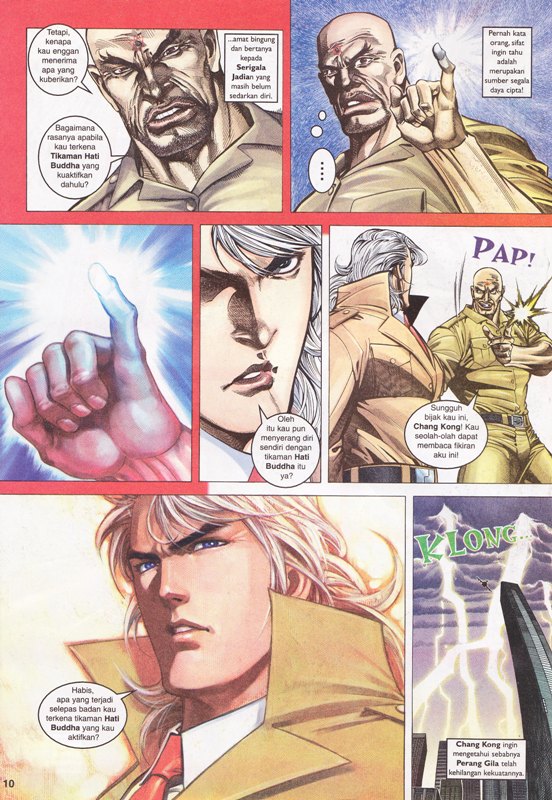 Tetapi,
kenapa
kau enggan
menerima
apa yang
kuberikan?
...amat bingung
dan bertanya
kepada
Serigala
Jadian yang
masih belum
sedarkan diri.
Bagaimana
rasanya apabila
kau terkena
Tikaman Hati
Buddha yang
kuaktifkan
dahulu?
Pernah kata
orang, sifat
ingin tahu
adalah
merupakan
sumber segala
daya cipta!
....
Oleh
itu kau pun
menyerang diri
sendiri dengan
tikaman Hati
Buddha itu
ya?
PAP!
Sungguh
bijak kau ini,
Chang Kong! Kau
seolah-olah dapat
membaca fikiran
aku ini!
Habis,
apa yang terjadi
selepas badan kau
terkena tikaman Hati
Buddha yang kau
aktifkan?
KLONG...
Chang Kong ingin
mengetahui sebabnya
Perang Gila telah
kehilangan kekuatannya.
10